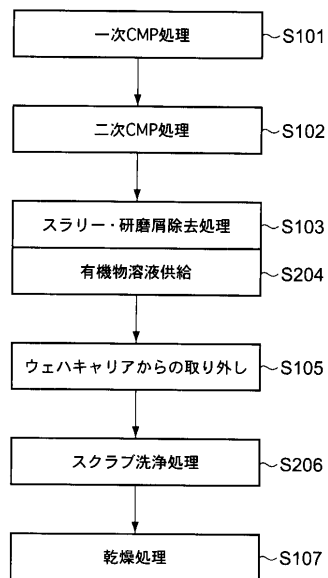 一次CMP処理 S101
二次CMP処理 S102
スラリー・研磨屑除去処理 S103
有機物溶液供給 S204
ウェハキャリアからの取り外し S105
スクラブ洗浄処理 S206
乾燥処理 S107